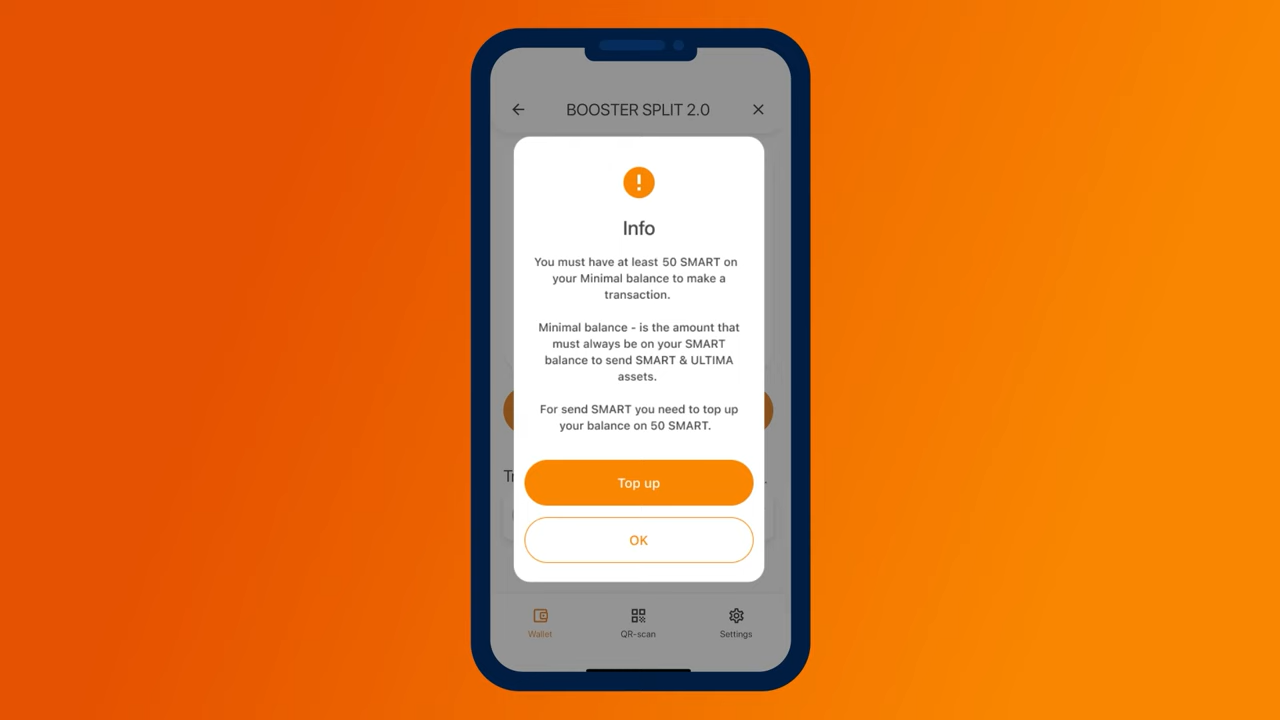 BOOSTER SPLIT 2.0
Info
You must have at least 50 SMART on
your Minimal balance to make a
transaction.
Minimal balance - is the amount that
must always be on your SMART
balance to send SMART & ULTIMA
assets.
For send SMART you need to top up
your balance on 50 SMART.
Tr
Top up
OK
Wallet
QR-scan
Settings